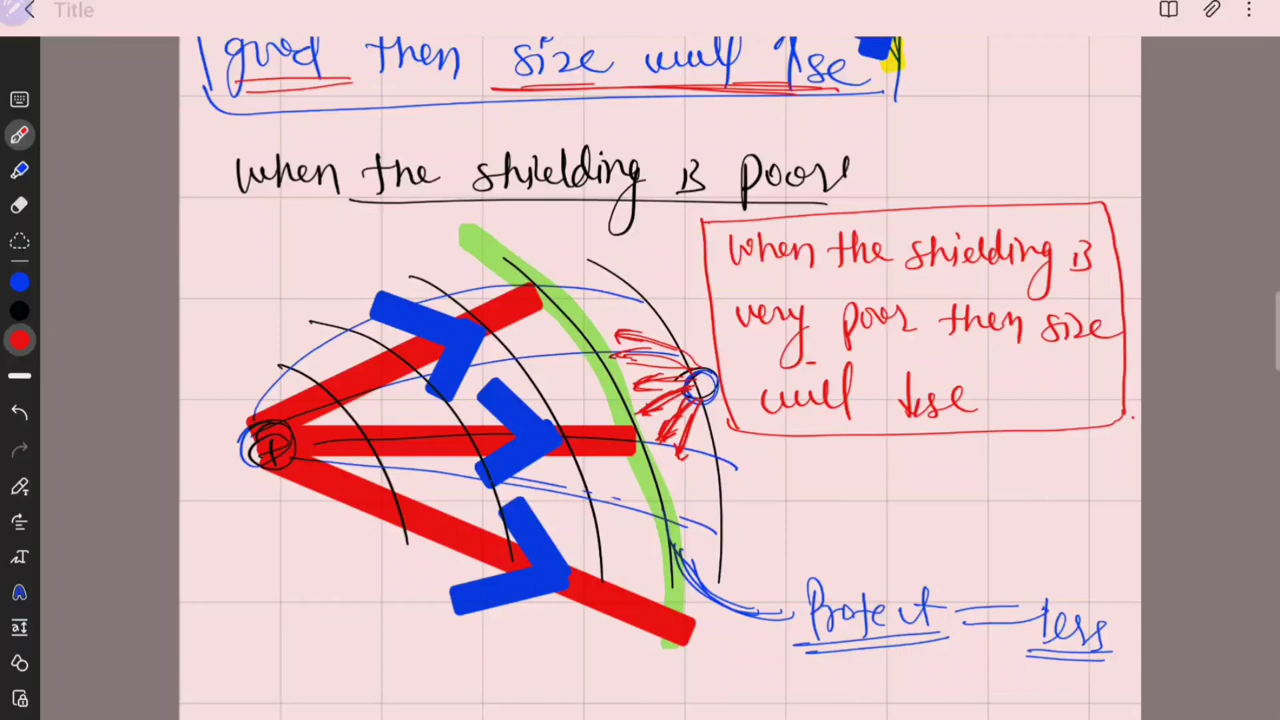 Title
good then size will ↑se
when the shielding is poor
when the shielding is
very poor then size
will ↓se
+
Protect = less